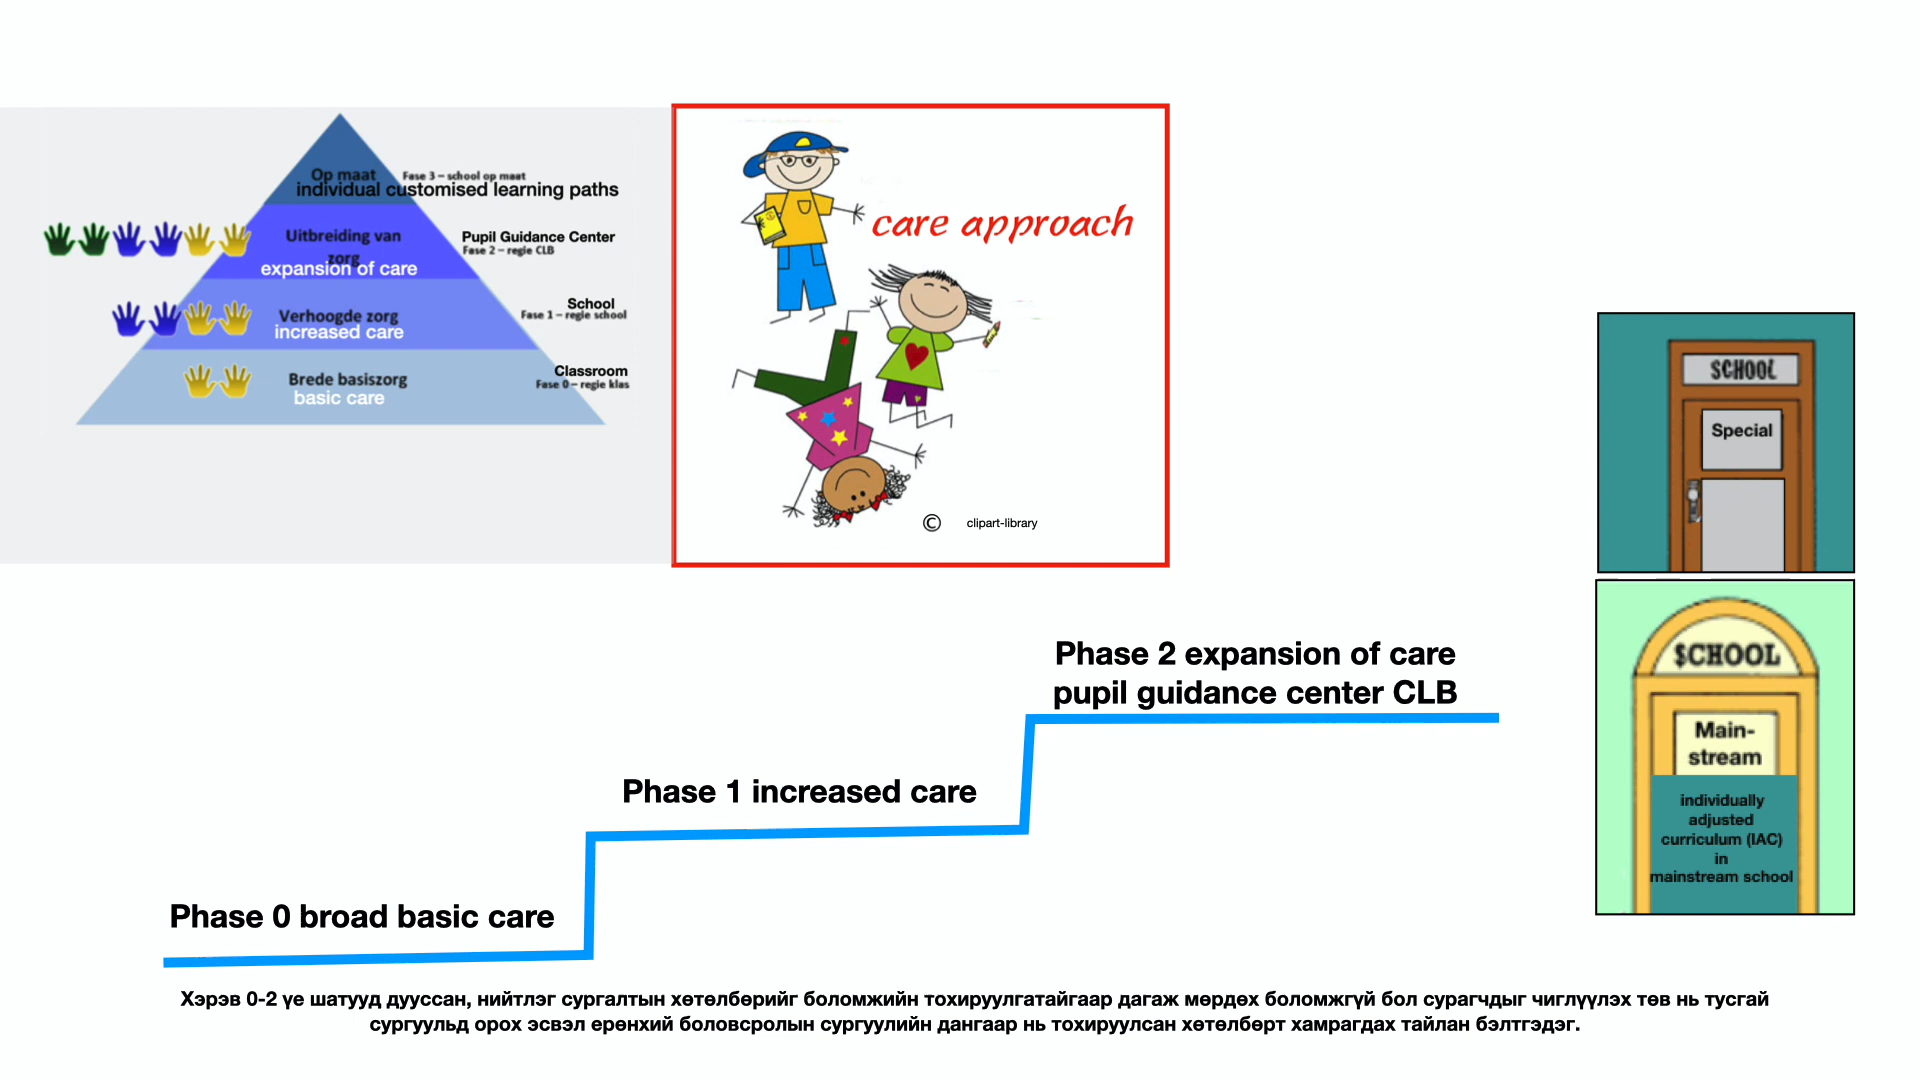 Op maat
Fase 3 – school op maat
individual customised learning paths
Uitbreiding van
zorg
expansion of care
Pupil Guidance Center
Fase 2 – regie CLB
Verhoogde zorg
increased care
School
Fase 1 – regie school
Brede basiszorg
basic care
Classroom
Fase 0 – regie klas
care approach
© clipart-library
SCHOOL
Special
SCHOOL
Main-
stream
individually
adjusted
curriculum (IAC)
in
mainstream school
Phase 2 expansion of care
pupil guidance center CLB
Phase 1 increased care
Phase 0 broad basic care
Хэрэв 0-2 үе шатууд дууссан, нийтлэг сургалтын хөтөлбөрийг боломжийн тохируулгатайгаар дагаж мөрдөх боломжгүй бол сурагчдыг чиглүүлэх төв нь тусгай
сургуульд орох эсвэл ерөнхий боловсролын сургуулийн дангаар нь тохируулсан хөтөлбөрт хамрагдах тайлан бэлтгэдэг.